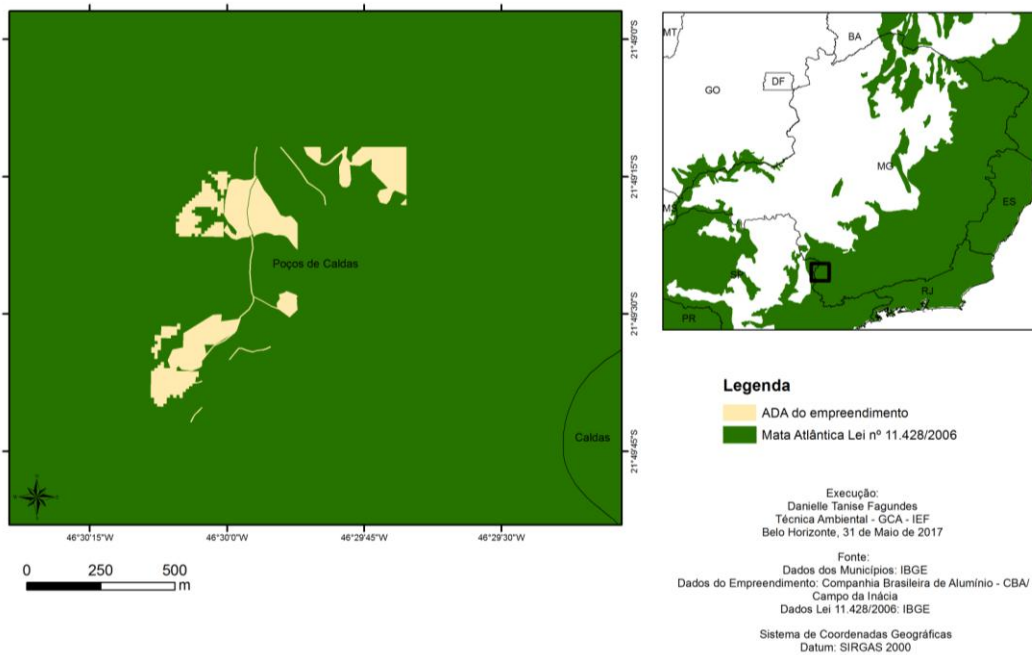 21°49'0"S
21°49'15"S
Poços de Caldas
21°49'30"S
Caldas
21°49'45"S
46°30'15"W 46°30'0"W 46°29'45"W 46°29'30"W
0 250 500
m
MT
BA
DF
GO
MG
MS
ES
SP
RJ
PR
Legenda
ADA do empreendimento
Mata Atlântica Lei nº 11.428/2006
Execução:
Danielle Tanise Fagundes
Técnica Ambiental - GCA - IEF
Belo Horizonte, 31 de Maio de 2017
Fonte:
Dados dos Municípios: IBGE
Dados do Empreendimento: Companhia Brasileira de Alumínio - CBA/
Campo da Inácia
Dados Lei 11.428/2006: IBGE
Sistema de Coordenadas Geográficas
Datum: SIRGAS 2000